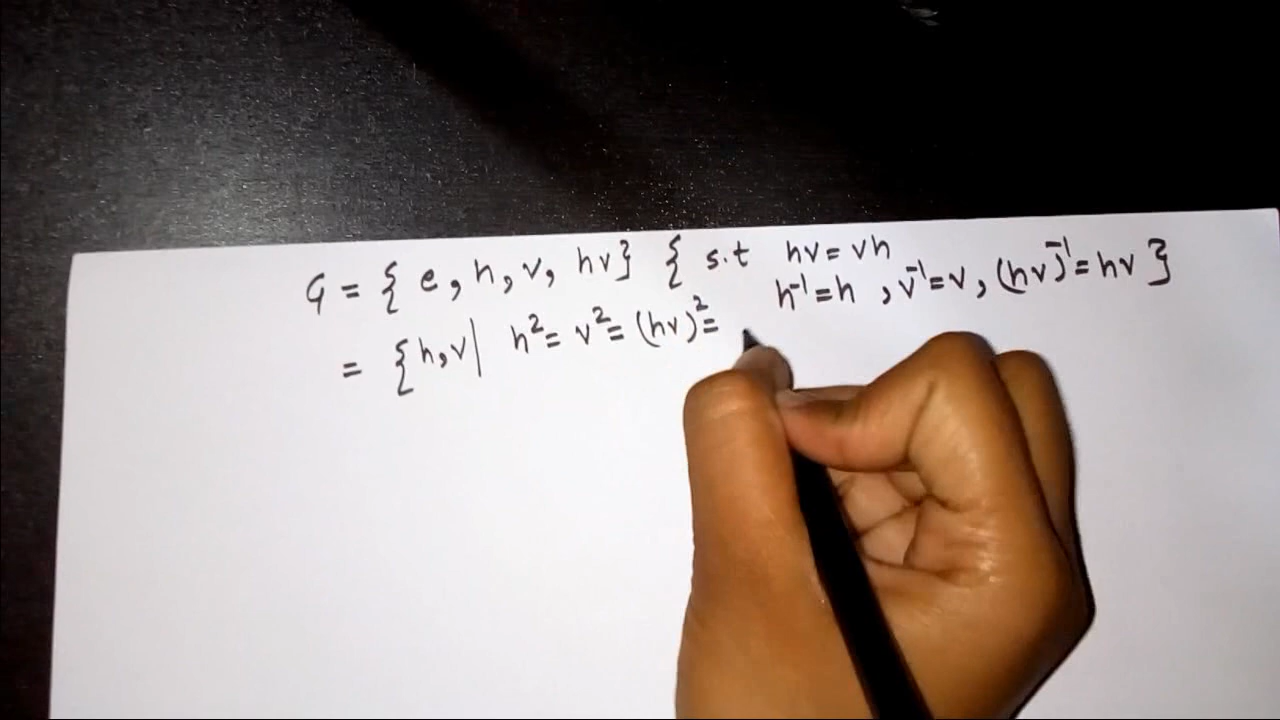 G = { e, h, v, hv} { s.t hv = vh
h⁻¹ = h , v⁻¹ = v , (hv)⁻¹ = hv }
= { h, v | h² = v² = (hv)² =